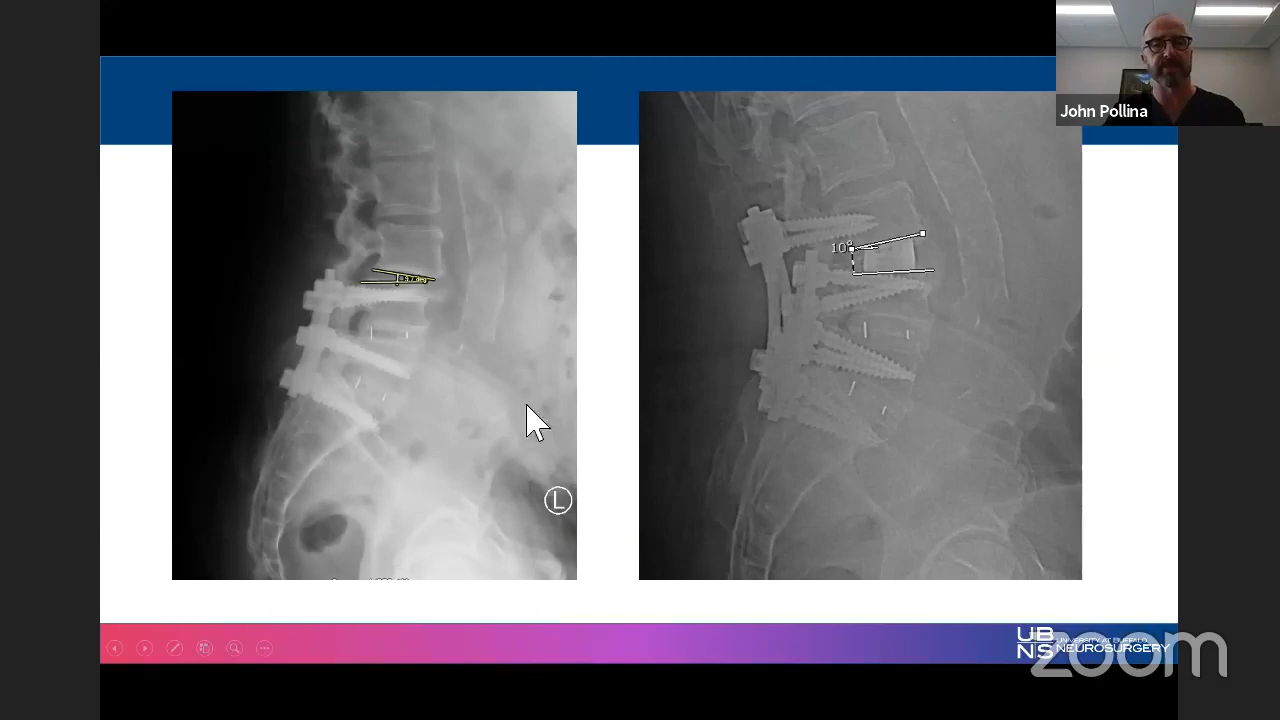 John Pollina
10°
L
UB
NS
UNIVERSITY AT BUFFALO
NEUROSURGERY
zoom